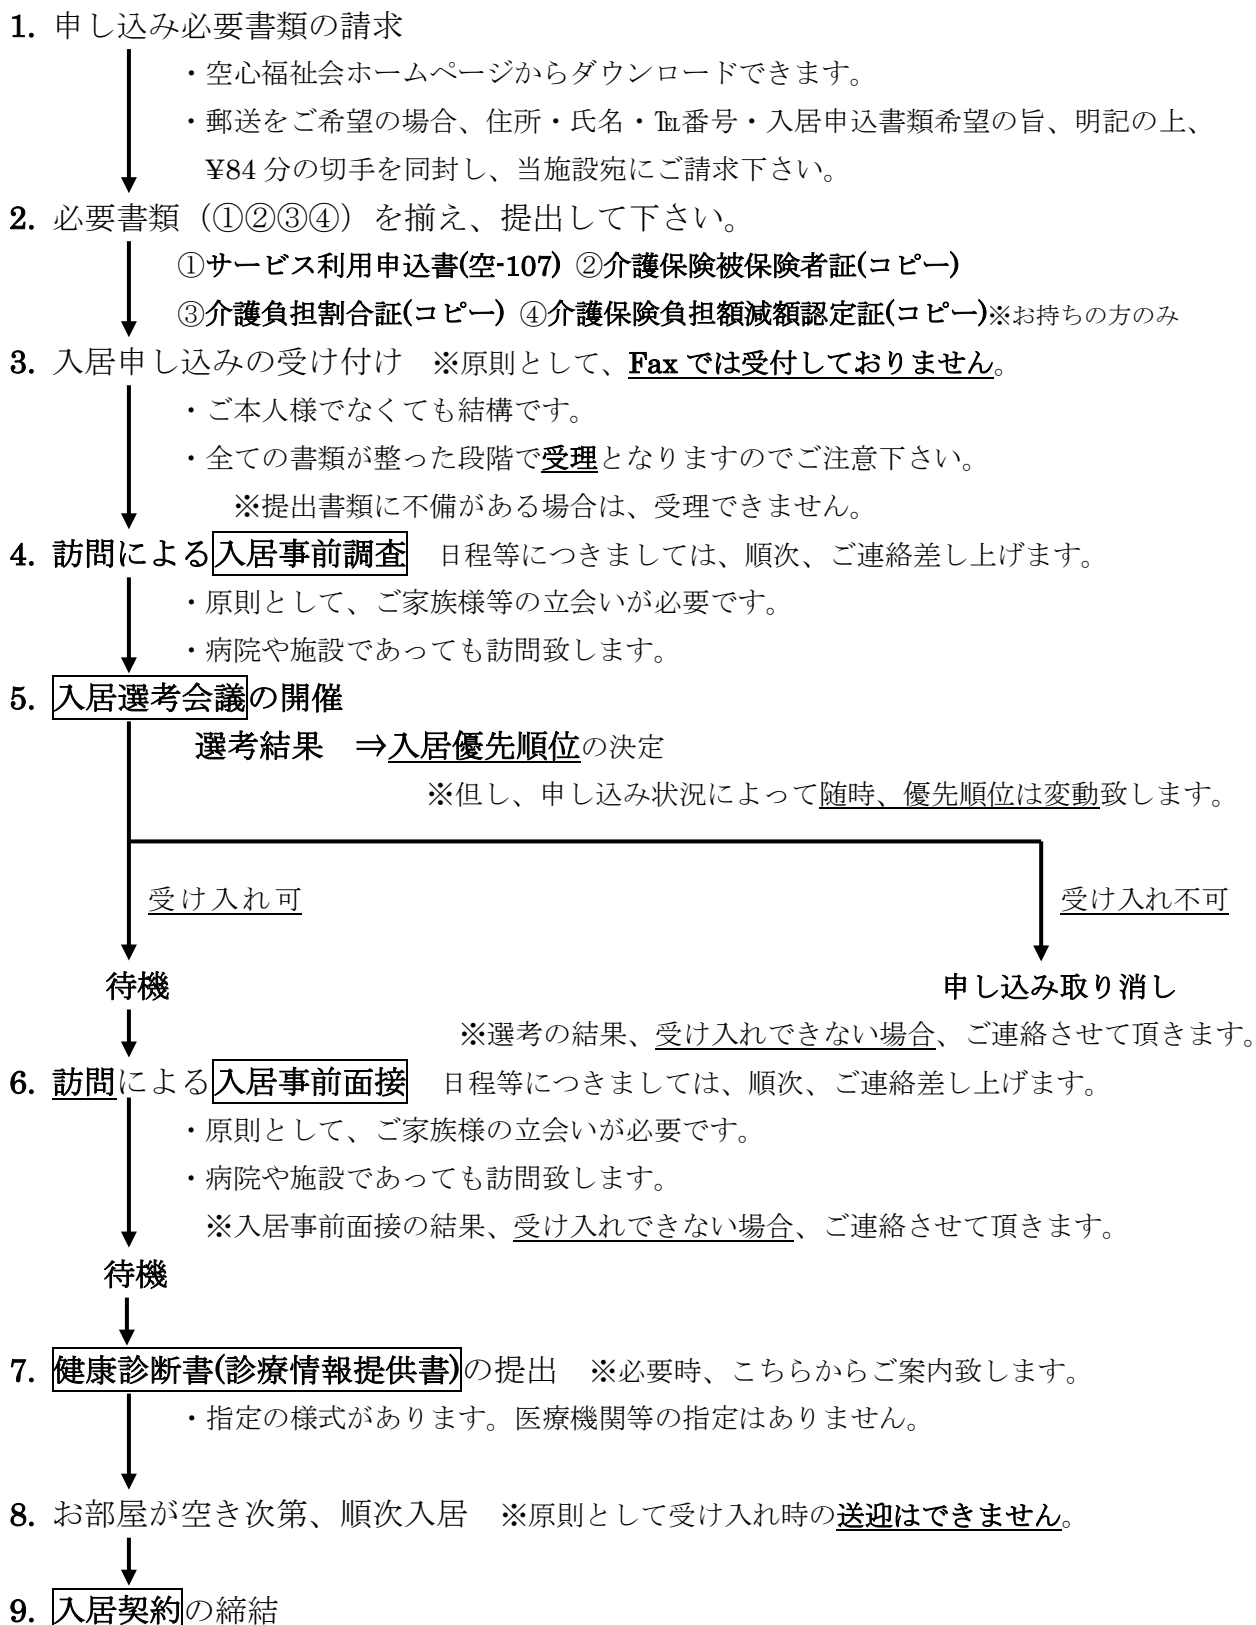 1. 申し込み必要書類の請求
・空心福祉会ホームページからダウンロードできます。
・郵送をご希望の場合、住所・氏名・℡番号・入居申込書類希望の旨、明記の上、
¥84 分の切手を同封し、当施設宛にご請求下さい。
2. 必要書類（①②③④）を揃え、提出して下さい。
①サービス利用申込書(空-107) ②介護保険被保険者証(コピー)
③介護負担割合証(コピー) ④介護保険負担額減額認定証(コピー)※お持ちの方のみ
3. 入居申し込みの受け付け　※原則として、Fax では受付しておりません。
・ご本人様でなくても結構です。
・全ての書類が整った段階で受理となりますのでご注意下さい。
※提出書類に不備がある場合は、受理できません。
4. 訪問による入居事前調査　日程等につきましては、順次、ご連絡差し上げます。
・原則として、ご家族様等の立会いが必要です。
・病院や施設であっても訪問致します。
5. 入居選考会議の開催
選考結果　⇒入居優先順位の決定
※但し、申し込み状況によって随時、優先順位は変動致します。
受け入れ可　受け入れ不可
待機　申し込み取り消し
※選考の結果、受け入れできない場合、ご連絡させて頂きます。
6. 訪問による入居事前面接　日程等につきましては、順次、ご連絡差し上げます。
・原則として、ご家族様の立会いが必要です。
・病院や施設であっても訪問致します。
※入居事前面接の結果、受け入れできない場合、ご連絡させて頂きます。
待機
7. 健康診断書(診療情報提供書)の提出　※必要時、こちらからご案内致します。
・指定の様式があります。医療機関等の指定はありません。
8. お部屋が空き次第、順次入居　※原則として受け入れ時の送迎はできません。
9. 入居契約の締結